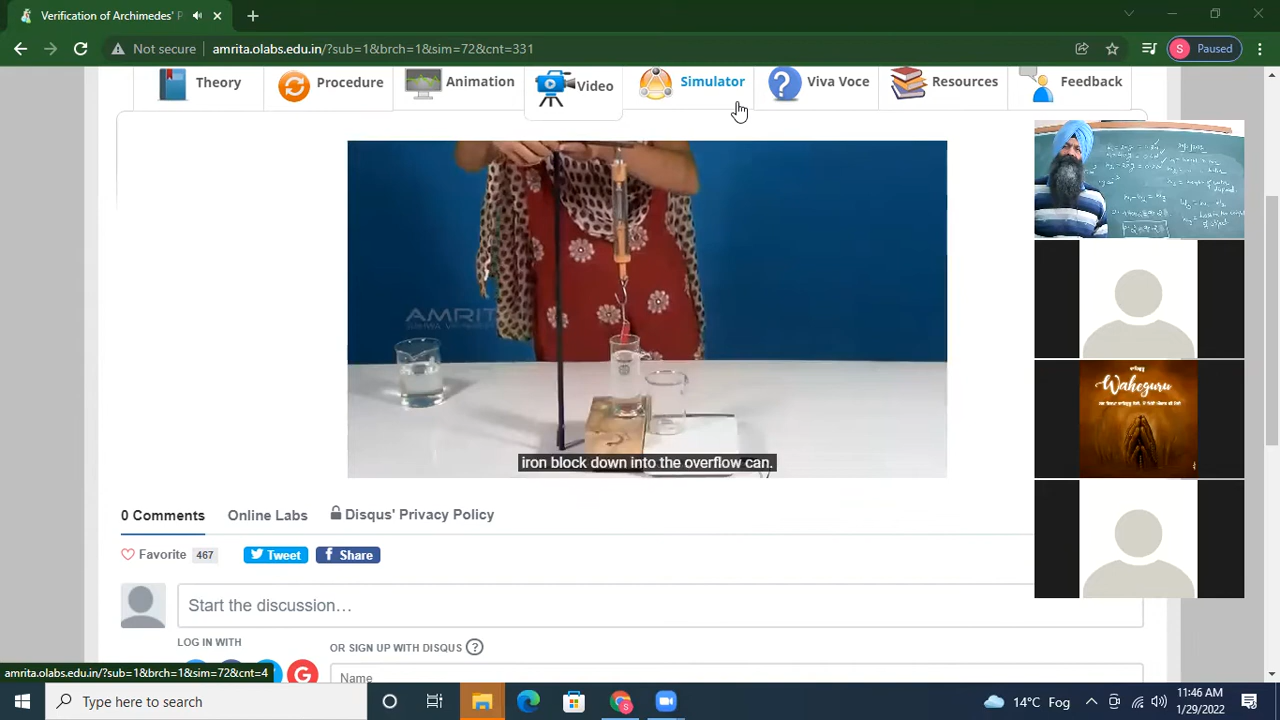 Verification of Archimedes' P
Not secure
amrita.olabs.edu.in/?sub=1&brch=1&sim=72&cnt=331
S
Paused
Theory
Procedure
Animation
Video
Simulator
Viva Voce
Resources
Feedback
AMRIT
iron block down into the overflow can.
Waheguru
0 Comments
Online Labs
Disqus' Privacy Policy
Favorite 467
Tweet
Share
Start the discussion…
LOG IN WITH
OR SIGN UP WITH DISQUS ?
Name
amrita.olabs.edu.in/?sub=1&brch=1&sim=72&cnt=4
Type here to search
14°C Fog
11:46 AM
1/29/2022